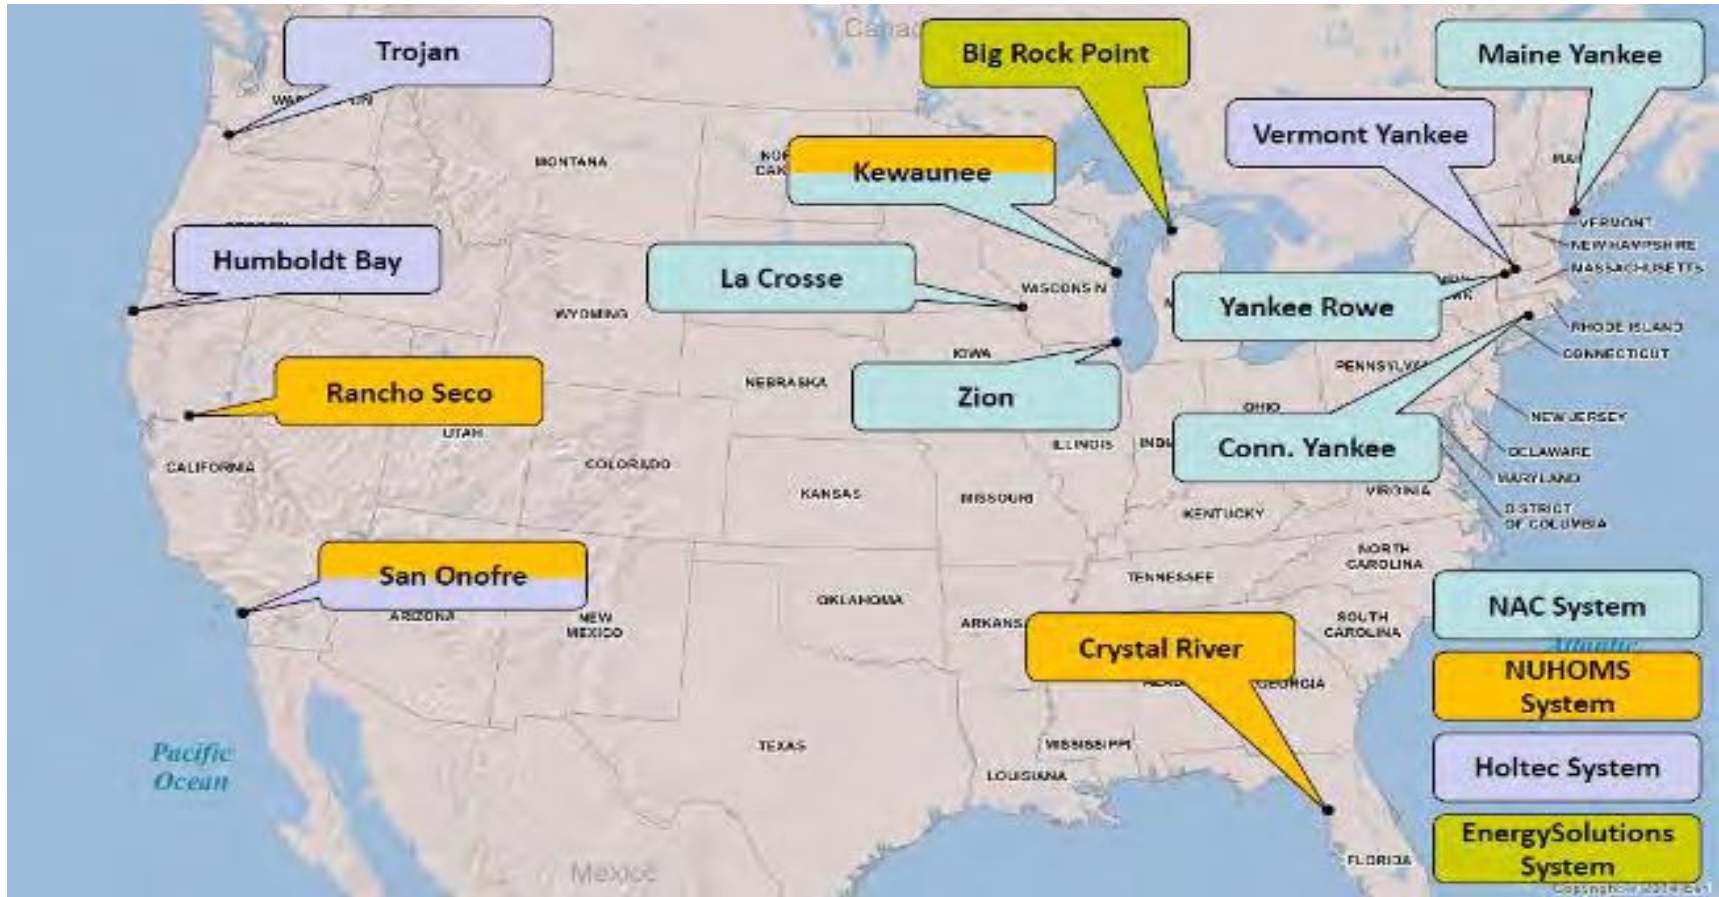 Trojan
Big Rock Point
Maine Yankee
Vermont Yankee
Kewaunee
MONTANA
VERMONT
NEW HAMPSHIRE
MASSACHUSETTS
Humboldt Bay
La Crosse
WISCONSIN
Yankee Rowe
WYOMING
RHODE ISLAND
CONNECTICUT
IOWA
NEBRASKA
Rancho Seco
Zion
OHIO
NEW JERSEY
UTAH
COLORADO
ILLINOIS
Conn. Yankee
DELAWARE
MARYLAND
CALIFORNIA
KANSAS
MISSOURI
KENTUCKY
VIRGINIA
DISTRICT
OF COLUMBIA
NORTH
CAROLINA
San Onofre
TENNESSEE
ARIZONA
NEW
MEXICO
OKLAHOMA
SOUTH
CAROLINA
NAC System
Atlantic
Crystal River
GEORGIA
NUHOMS
System
Pacific
Ocean
TEXAS
MISSISSIPPI
LOUISIANA
Holtec System
EnergySolutions
System
FLORIDA
Mexico